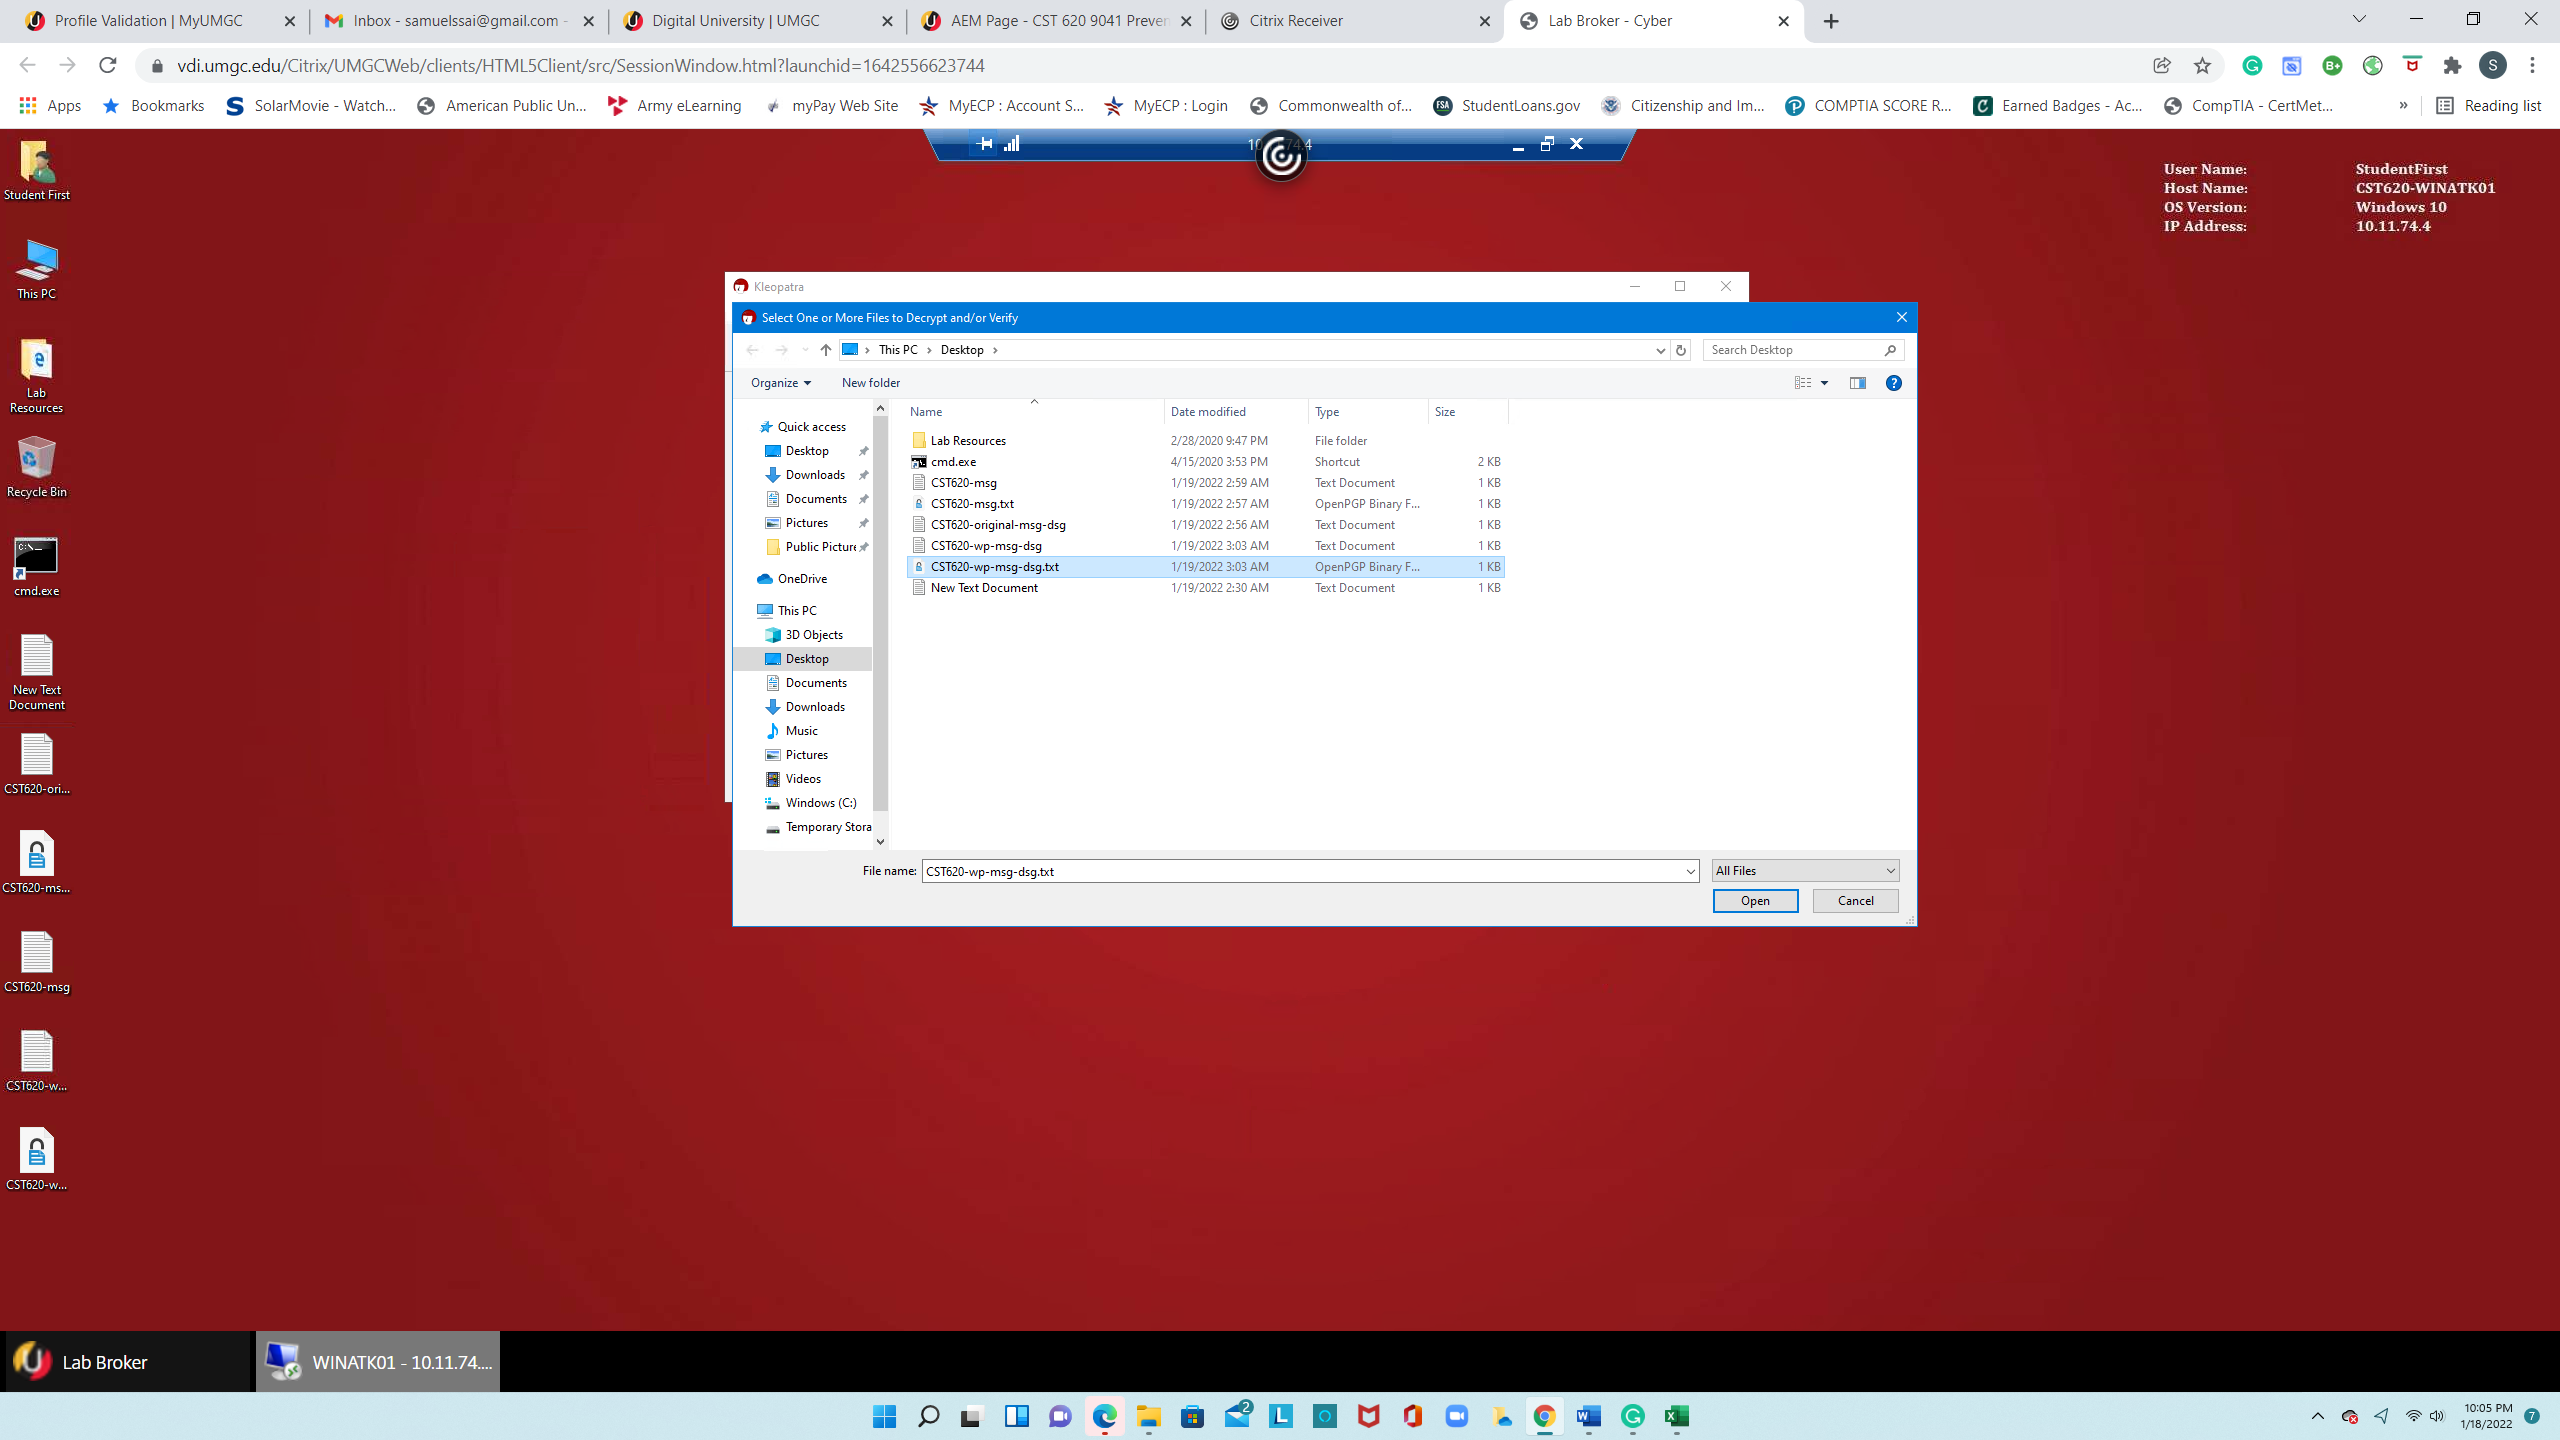 Profile Validation | MyUMGC
Inbox - samuelssai@gmail.com -
Digital University | UMGC
AEM Page - CST 620 9041 Preven
Citrix Receiver
Lab Broker - Cyber
vdi.umgc.edu/Citrix/UMGCWeb/clients/HTML5Client/src/SessionWindow.html?launchid=1642556623744
S
Apps
Bookmarks
SolarMovie - Watch...
American Public Un...
Army eLearning
myPay Web Site
MyECP : Account S...
MyECP : Login
Commonwealth of...
StudentLoans.gov
Citizenship and Im...
COMPTIA SCORE R...
Earned Badges - Ac...
CompTIA - CertMet...
»
Reading list
User Name: StudentFirst
Host Name: CST620-WINATK01
OS Version: Windows 10
IP Address: 10.11.74.4
Student First
This PC
Lab
Resources
Recycle Bin
cmd.exe
New Text
Document
CST620-ori...
CST620-ms...
CST620-msg
CST620-w...
CST620-w...
Kleopatra
Select One or More Files to Decrypt and/or Verify
This PC > Desktop >
Search Desktop
Organize
New folder
Quick access
Desktop
Downloads
Documents
Pictures
Public Picture
OneDrive
This PC
3D Objects
Desktop
Documents
Downloads
Music
Pictures
Videos
Windows (C:)
Temporary Stora
Name Date modified Type Size
Lab Resources 2/28/2020 9:47 PM File folder
cmd.exe 4/15/2020 3:53 PM Shortcut 2 KB
CST620-msg 1/19/2022 2:59 AM Text Document 1 KB
CST620-msg.txt 1/19/2022 2:57 AM OpenPGP Binary F... 1 KB
CST620-original-msg-dsg 1/19/2022 2:56 AM Text Document 1 KB
CST620-wp-msg-dsg 1/19/2022 3:03 AM Text Document 1 KB
CST620-wp-msg-dsg.txt 1/19/2022 3:03 AM OpenPGP Binary F... 1 KB
New Text Document 1/19/2022 2:30 AM Text Document 1 KB
File name: CST620-wp-msg-dsg.txt
All Files
Open
Cancel
Lab Broker
WINATK01 - 10.11.74....
2
10:05 PM
1/18/2022
7